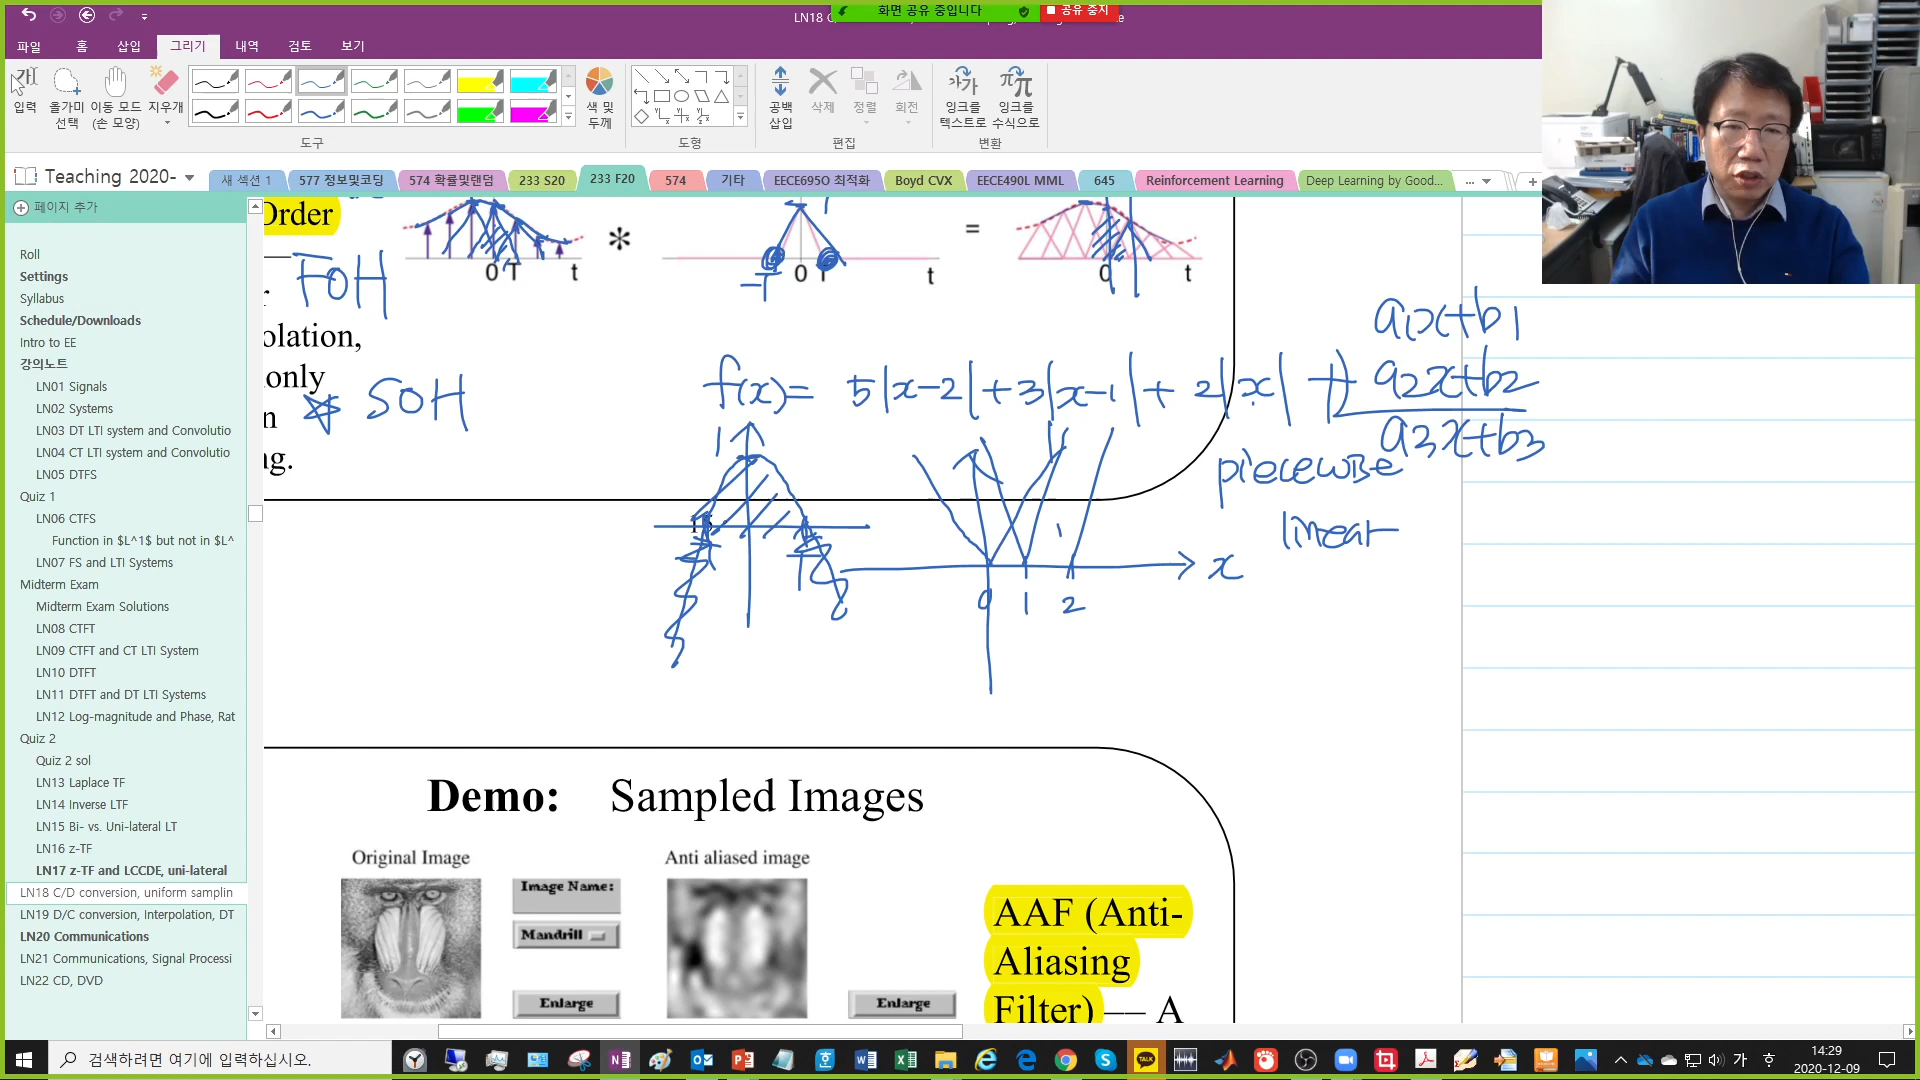 화면 공유 중입니다
공유 중지
파일 홈 삽입 그리기 내역 검토 보기
입력
올가미
선택
이동 모드
(손 모양)
지우개
색 및
두께
공백
삽입
삭제
정렬
회전
잉크를
텍스트로
잉크를
수식으로
도구
도형
편집
변환
Teaching 2020-
새 섹션 1
577 정보및코딩
574 확률및랜덤
233 S20
233 F20
574
기타
EECE695O 최적화
Boyd CVX
EECE490L MML
645
Reinforcement Learning
Deep Learning by Good...
...
페이지 추가
Roll
Settings
Syllabus
Schedule/Downloads
Intro to EE
강의노트
LN01 Signals
LN02 Systems
LN03 DT LTI system and Convolutio
LN04 CT LTI system and Convolutio
LN05 DTFS
Quiz 1
LN06 CTFS
Function in $L^1$ but not in $L^
LN07 FS and LTI Systems
Midterm Exam
Midterm Exam Solutions
LN08 CTFT
LN09 CTFT and CT LTI System
LN10 DTFT
LN11 DTFT and DT LTI Systems
LN12 Log-magnitude and Phase, Rat
Quiz 2
Quiz 2 sol
LN13 Laplace TF
LN14 Inverse LTF
LN15 Bi- vs. Uni-lateral LT
LN16 z-TF
LN17 z-TF and LCCDE, uni-lateral
LN18 C/D conversion, uniform samplin
LN19 D/C conversion, Interpolation, DT
LN20 Communications
LN21 Communications, Signal Processi
LN22 CD, DVD
Order
FOH
0 T t
*
-T 0 t
=
0 t
olation,
only
n
SOH
g.
f(x)= 5|x-2|+3|x-1|+2|x| +
a1x+b1
a2x+b2
a3x+b3
piecewise
linear
1
0 1 2
x
Demo: Sampled Images
Original Image
Image Name:
Mandrill
Enlarge
Anti aliased image
Enlarge
AAF (Anti-
Aliasing
Filter) — A
검색하려면 여기에 입력하십시오.
가
14:29
2020-12-09